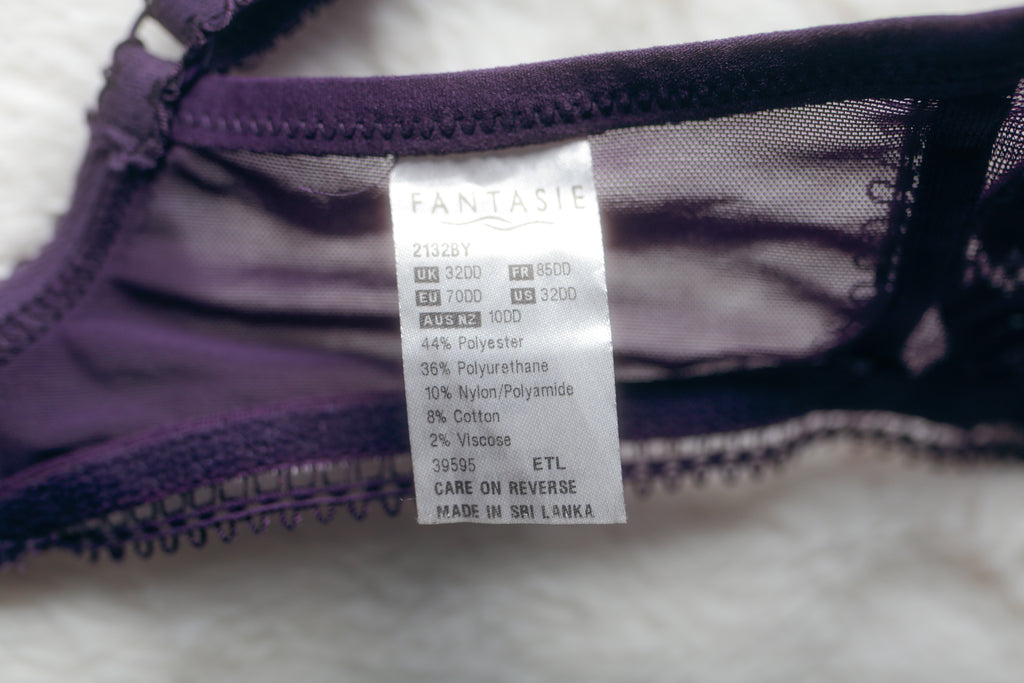 FANTASIE
2132BY
UK 32DD FR 85DD
EU 70DD US 32DD
AUS NZ 10DD
44% Polyester
36% Polyurethane
10% Nylon/Polyamide
8% Cotton
2% Viscose
39595 ETL
CARE ON REVERSE
MADE IN SRI LANKA